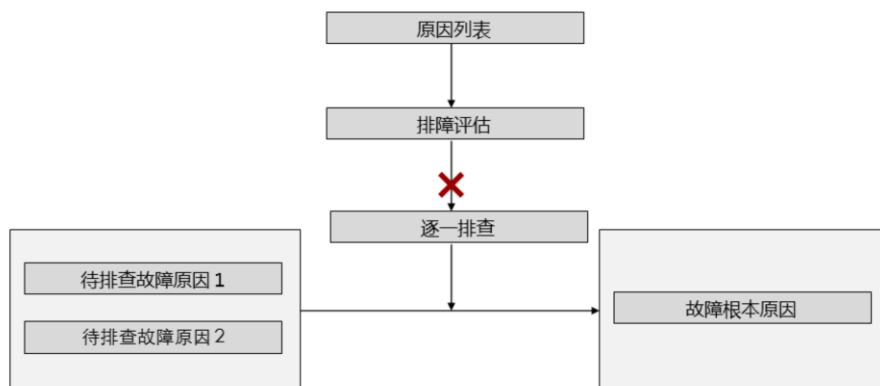 原因列表
排障评估
逐一排查
待排查故障原因1
待排查故障原因2
故障根本原因